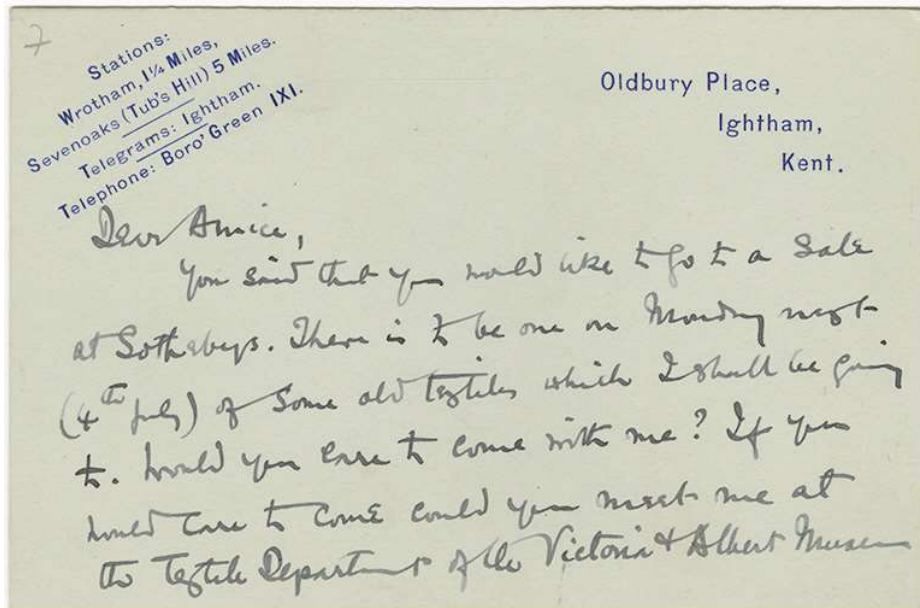 7
Stations:
Wrotham, 1¼ Miles,
Sevenoaks (Tub's Hill) 5 Miles.
Telegrams: Ightham.
Telephone: Boro' Green 1X1.
Oldbury Place,
Ightham,
Kent.
Dear Amice,
You said that you would like to go to a Sale
at Sothebys. There is to be one on Monday next
(4th July) of some old textiles which I shall be going
to. Would you care to come with me? If you
would care to come could you meet me at
the Textile Department of the Victoria & Albert Museum